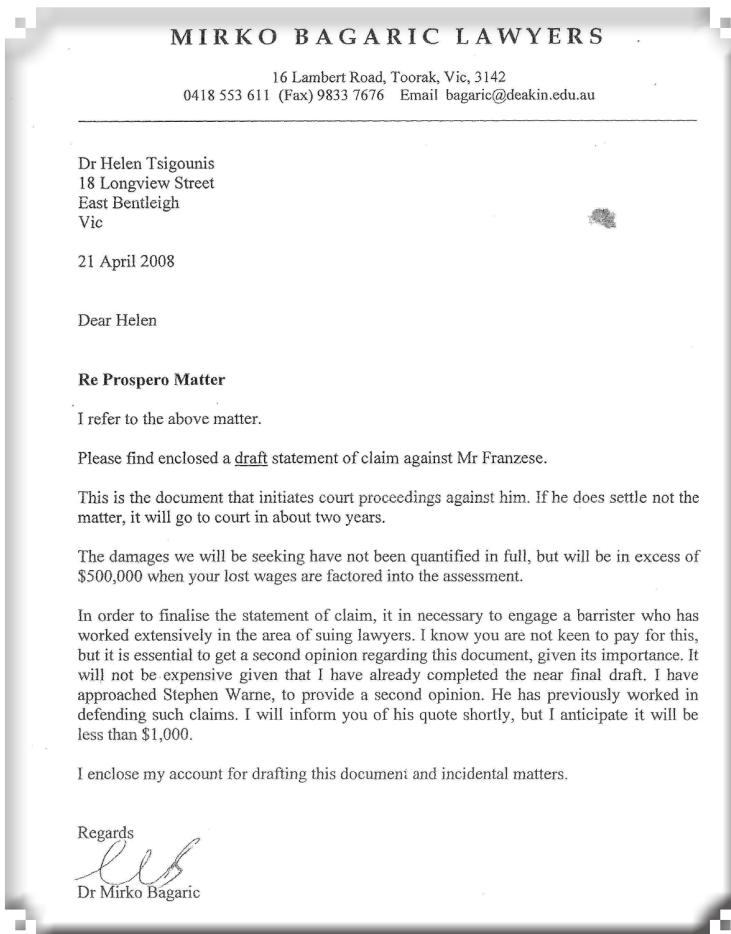 MIRKO BAGARIC LAWYERS
16 Lambert Road, Toorak, Vic, 3142
0418 553 611 (Fax) 9833 7676 Email bagaric@deakin.edu.au
Dr Helen Tsigounis
18 Longview Street
East Bentleigh
Vic
21 April 2008
Dear Helen
Re Prospero Matter
I refer to the above matter.
Please find enclosed a draft statement of claim against Mr Franzese.
This is the document that initiates court proceedings against him. If he does settle not the
matter, it will go to court in about two years.
The damages we will be seeking have not been quantified in full, but will be in excess of
$500,000 when your lost wages are factored into the assessment.
In order to finalise the statement of claim, it in necessary to engage a barrister who has
worked extensively in the area of suing lawyers. I know you are not keen to pay for this,
but it is essential to get a second opinion regarding this document, given its importance. It
will not be expensive given that I have already completed the near final draft. I have
approached Stephen Warne, to provide a second opinion. He has previously worked in
defending such claims. I will inform you of his quote shortly, but I anticipate it will be
less than $1,000.
I enclose my account for drafting this document and incidental matters.
Regards
Dr Mirko Bagaric